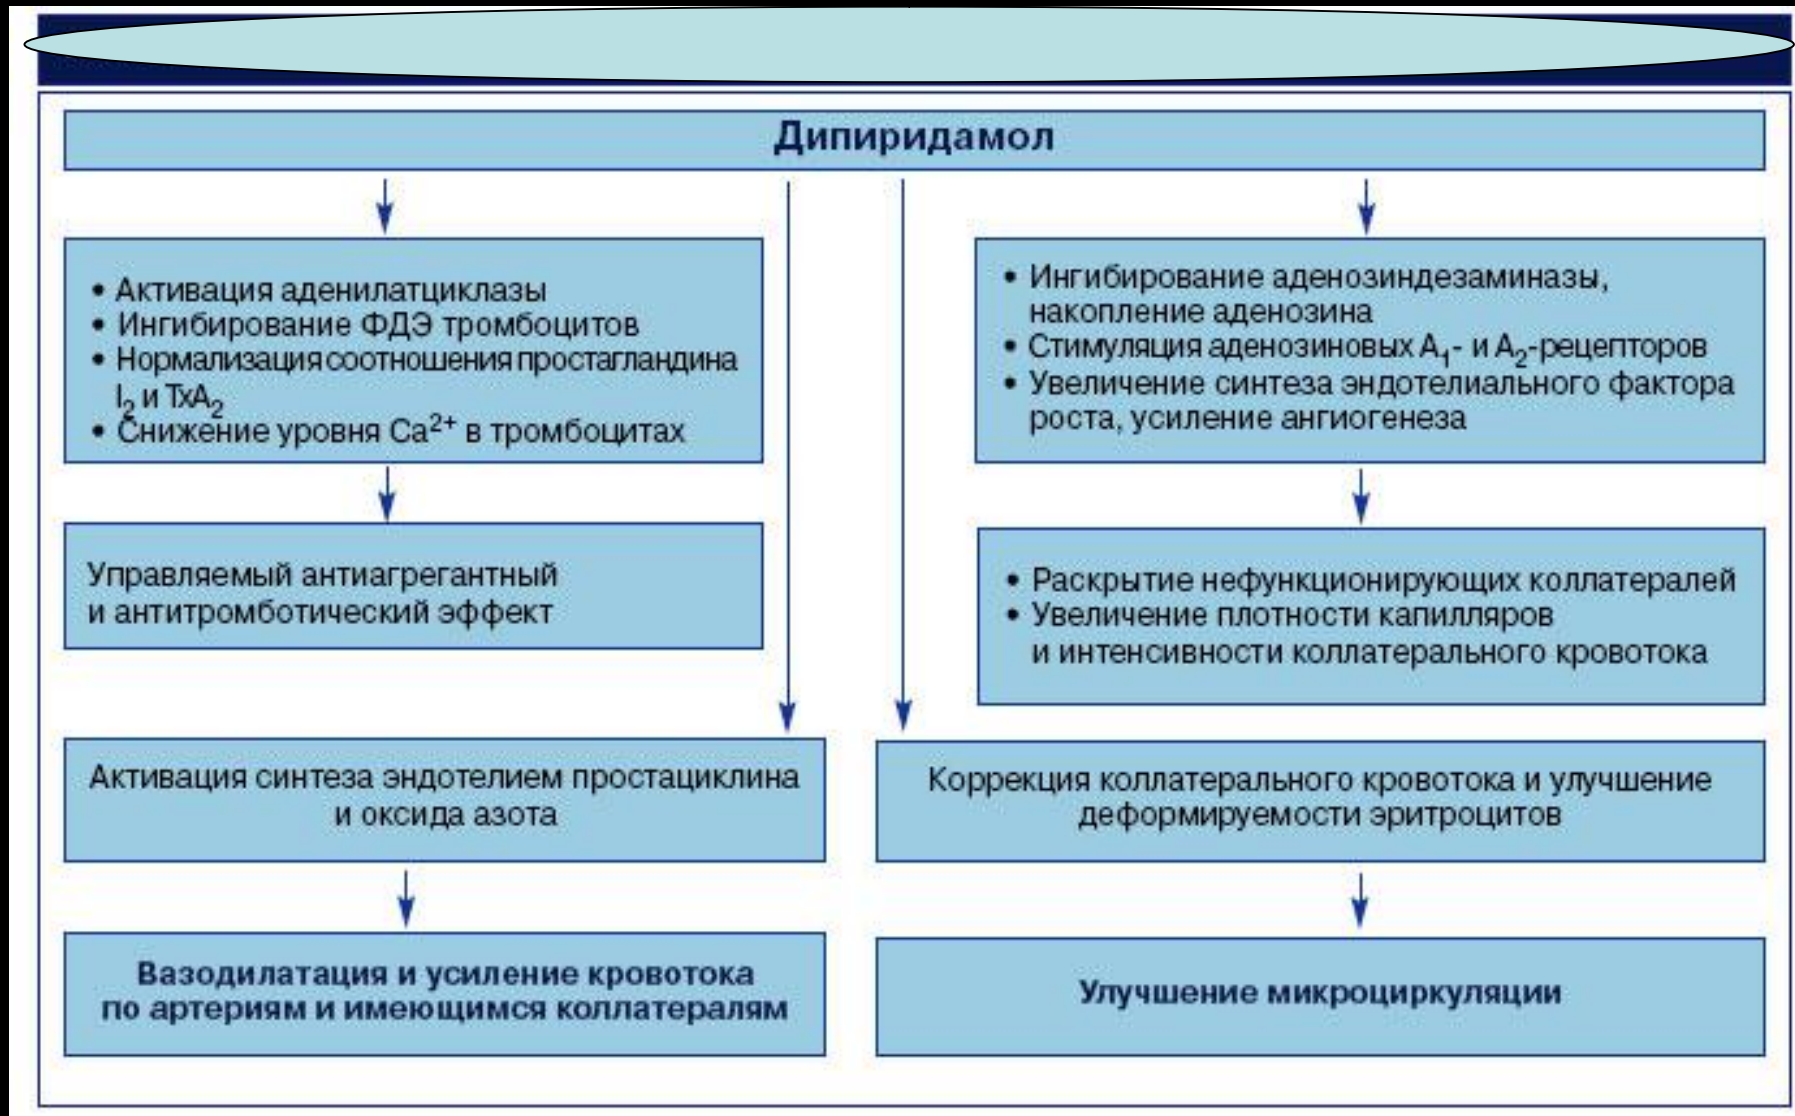 Дипиридамол
• Активация аденилатциклазы
• Ингибирование ФДЭ тромбоцитов
• Нормализация соотношения простагландина
I₂ и TxA₂
• Снижение уровня Ca²⁺ в тромбоцитах
• Ингибирование аденозиндезаминазы,
накопление аденозина
• Стимуляция аденозиновых A₁- и A₂-рецепторов
• Увеличение синтеза эндотелиального фактора
роста, усиление ангиогенеза
Управляемый антиагрегантный
и антитромботический эффект
• Раскрытие нефункционирующих коллатералей
• Увеличение плотности капилляров
и интенсивности коллатерального кровотока
Активация синтеза эндотелием простациклина
и оксида азота
Коррекция коллатерального кровотока и улучшение
деформируемости эритроцитов
Вазодилатация и усиление кровотока
по артериям и имеющимся коллатералям
Улучшение микроциркуляции